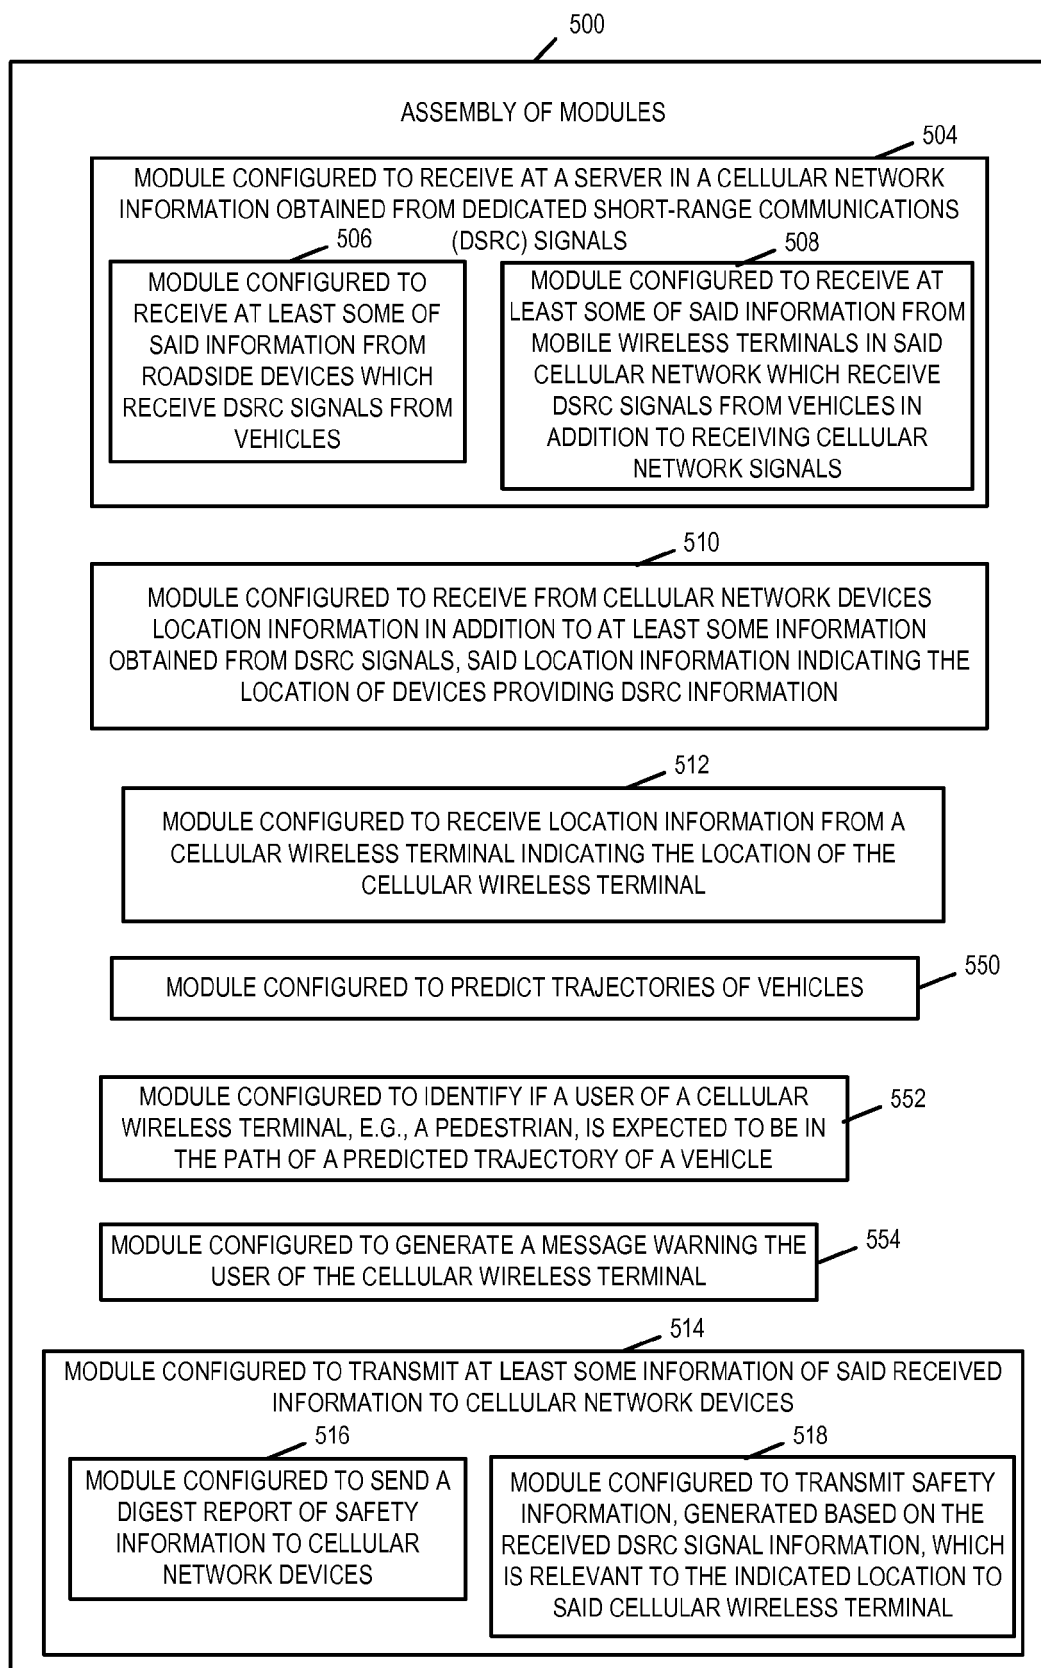 500
ASSEMBLY OF MODULES
504
MODULE CONFIGURED TO RECEIVE AT A SERVER IN A CELLULAR NETWORK
INFORMATION OBTAINED FROM DEDICATED SHORT-RANGE COMMUNICATIONS
(DSRC) SIGNALS
506
MODULE CONFIGURED TO
RECEIVE AT LEAST SOME OF
SAID INFORMATION FROM
ROADSIDE DEVICES WHICH
RECEIVE DSRC SIGNALS FROM
VEHICLES
508
MODULE CONFIGURED TO RECEIVE AT
LEAST SOME OF SAID INFORMATION FROM
MOBILE WIRELESS TERMINALS IN SAID
CELLULAR NETWORK WHICH RECEIVE
DSRC SIGNALS FROM VEHICLES IN
ADDITION TO RECEIVING CELLULAR
NETWORK SIGNALS
510
MODULE CONFIGURED TO RECEIVE FROM CELLULAR NETWORK DEVICES
LOCATION INFORMATION IN ADDITION TO AT LEAST SOME INFORMATION
OBTAINED FROM DSRC SIGNALS, SAID LOCATION INFORMATION INDICATING THE
LOCATION OF DEVICES PROVIDING DSRC INFORMATION
512
MODULE CONFIGURED TO RECEIVE LOCATION INFORMATION FROM A
CELLULAR WIRELESS TERMINAL INDICATING THE LOCATION OF THE
CELLULAR WIRELESS TERMINAL
550
MODULE CONFIGURED TO PREDICT TRAJECTORIES OF VEHICLES
552
MODULE CONFIGURED TO IDENTIFY IF A USER OF A CELLULAR
WIRELESS TERMINAL, E.G., A PEDESTRIAN, IS EXPECTED TO BE IN
THE PATH OF A PREDICTED TRAJECTORY OF A VEHICLE
554
MODULE CONFIGURED TO GENERATE A MESSAGE WARNING THE
USER OF THE CELLULAR WIRELESS TERMINAL
514
MODULE CONFIGURED TO TRANSMIT AT LEAST SOME INFORMATION OF SAID RECEIVED
INFORMATION TO CELLULAR NETWORK DEVICES
516
MODULE CONFIGURED TO SEND A
DIGEST REPORT OF SAFETY
INFORMATION TO CELLULAR
NETWORK DEVICES
518
MODULE CONFIGURED TO TRANSMIT SAFETY
INFORMATION, GENERATED BASED ON THE
RECEIVED DSRC SIGNAL INFORMATION, WHICH
IS RELEVANT TO THE INDICATED LOCATION TO
SAID CELLULAR WIRELESS TERMINAL